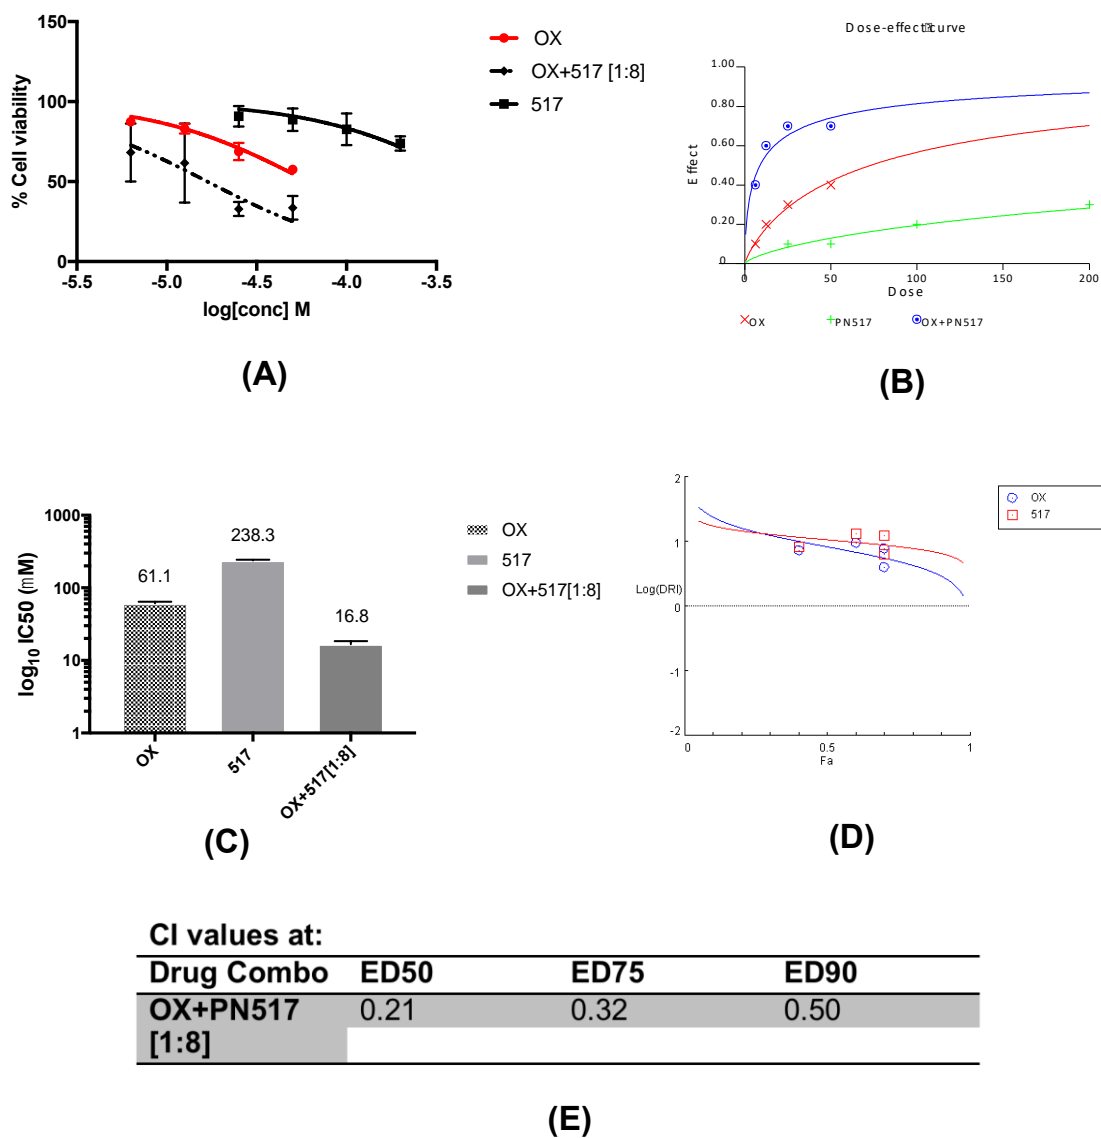 150
100
50
0
% Cell viability
-5.5
-5.0
-4.5
-4.0
-3.5
log[conc] M
OX
OX+517 [1:8]
517
(A)
Dose-effect curve
1.00
0.80
0.60
0.40
0.20
0
Effect
0
50
100
150
200
Dose
OX
PN517
OX+PN517
(B)
1000
100
10
1
log10 IC50 (mM)
61.1
238.3
16.8
OX
517
OX+517[1:8]
OX
517
OX+517[1:8]
(C)
2
1
Log(DRI)
0
-1
-2
0
0.5
1
Fa
OX
517
(D)
CI values at:
Drug Combo ED50 ED75 ED90
OX+PN517 0.21 0.32 0.50
[1:8]
(E)